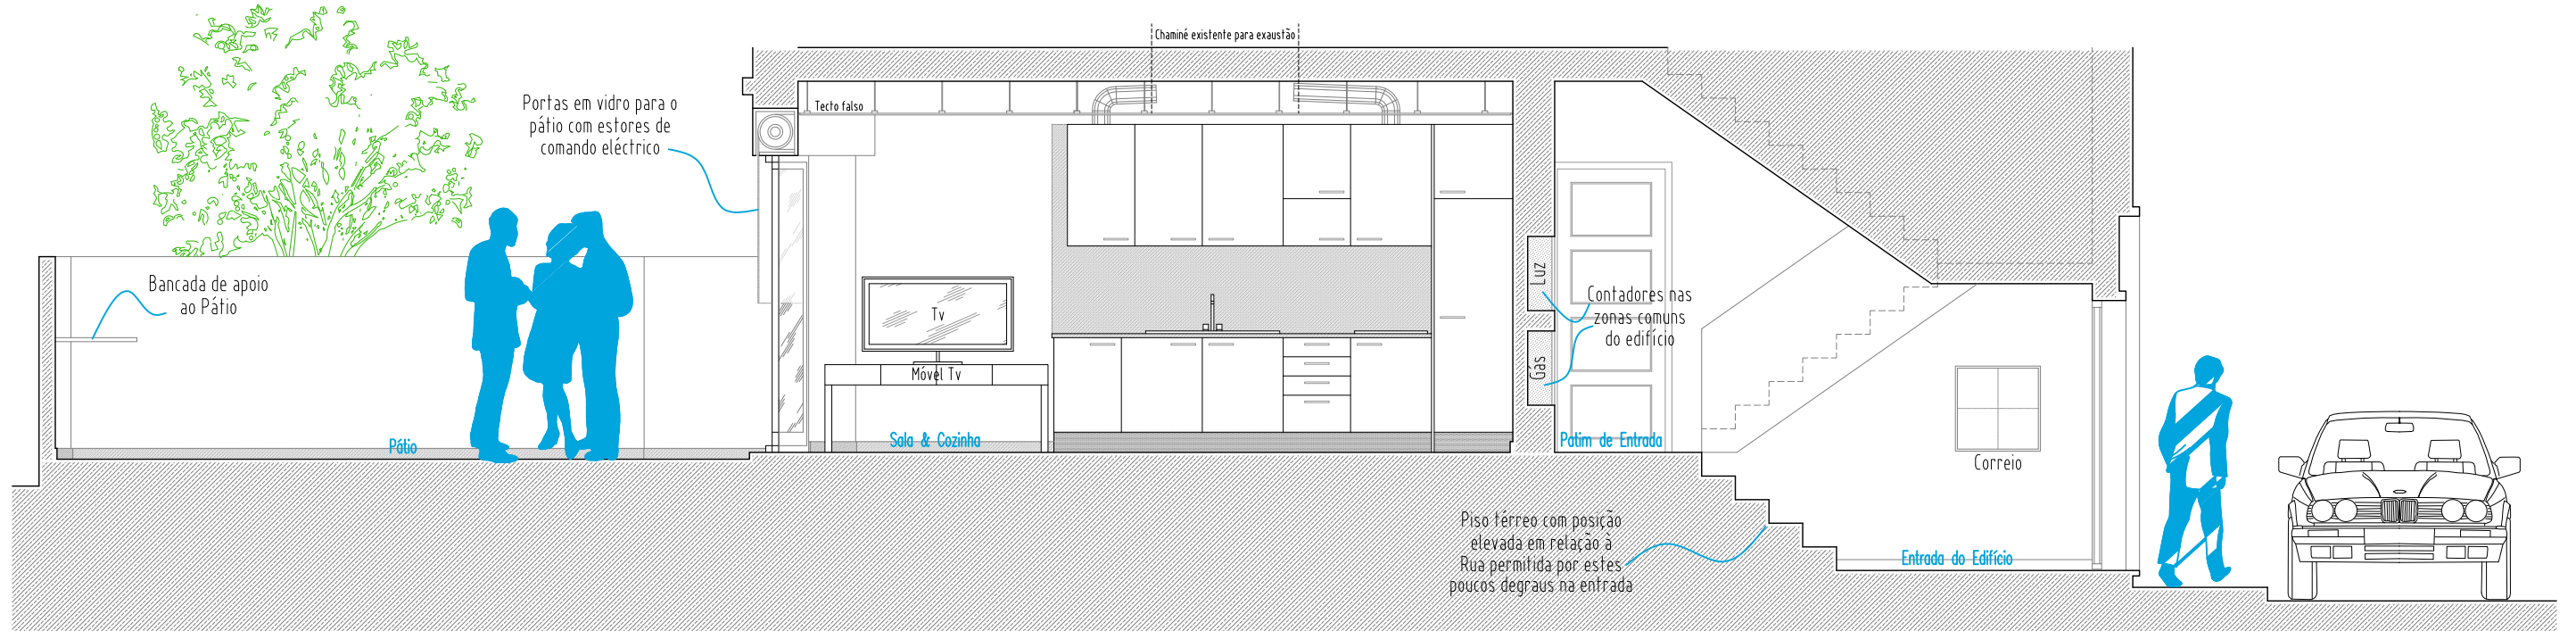 Chaminé existente para exaustão
Tecto falso
Portas em vidro para o
pátio com estores de
comando eléctrico
Bancada de apoio
ao Pátio
Tv
Móvel Tv
Luz
Gás
Contadores nas
zonas comuns
do edifício
Pátio
Sala & Cozinha
Patim de Entrada
Correio
Piso térreo com posição
elevada em relação à
Rua permitida por estes
poucos degraus na entrada
Entrada do Edifício